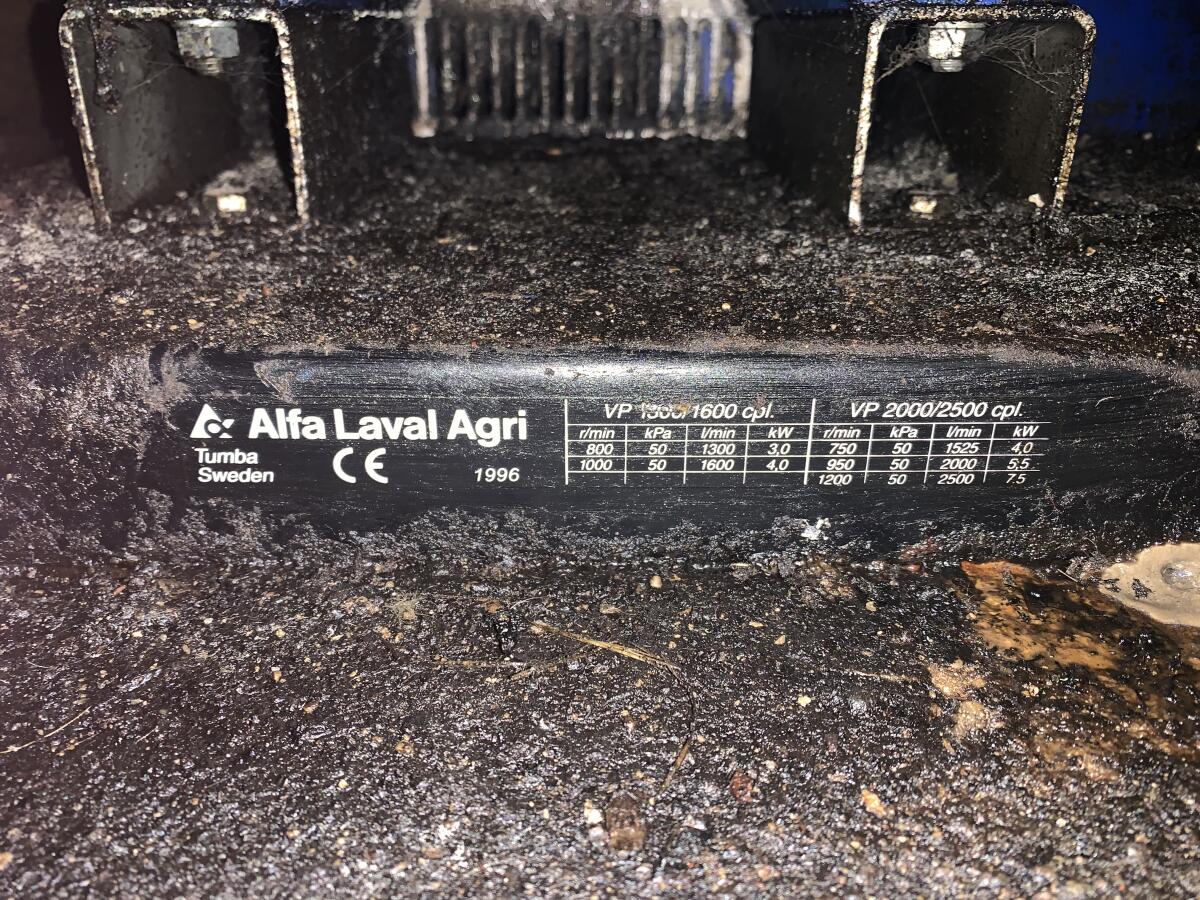 Alfa Laval Agri
Tumba
Sweden
CE
1996
VP 1300/1600 cpl.
r/min kPa l/min kW
800 50 1300 3,0
1000 50 1600 4,0
VP 2000/2500 cpl.
r/min kPa l/min kW
750 50 1525 4,0
950 50 2000 5,5
1200 50 2500 7,5